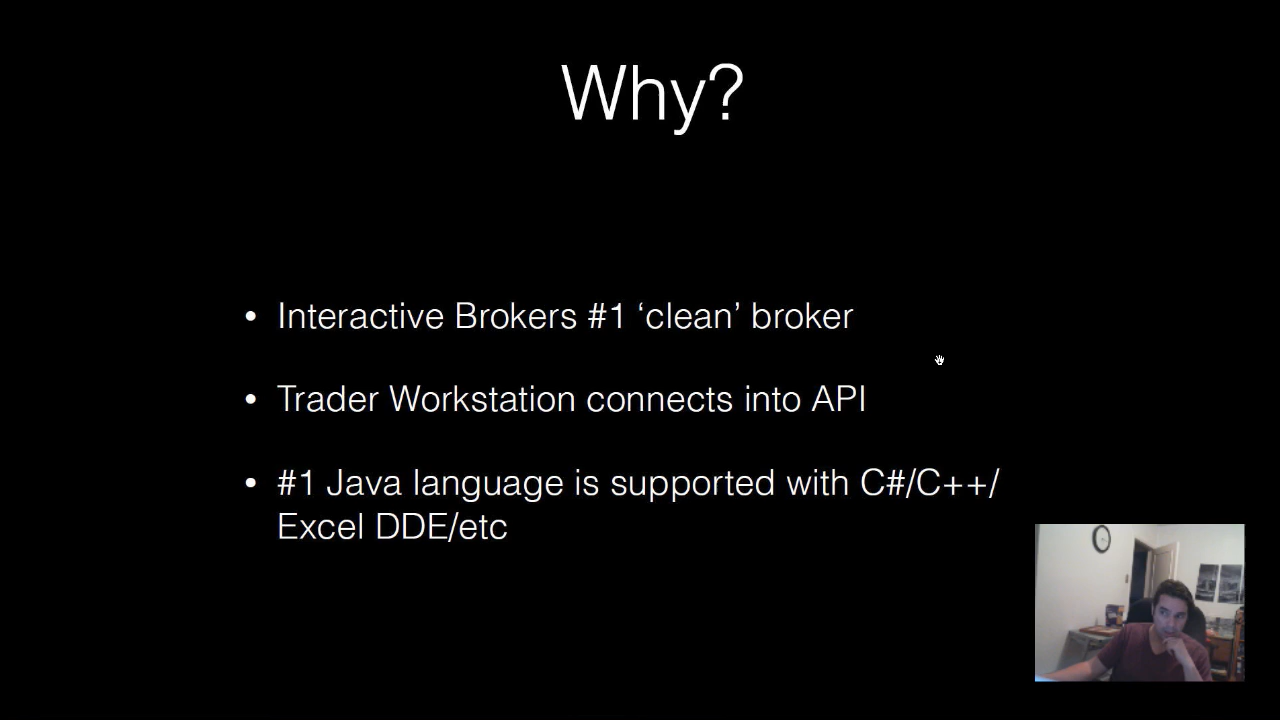 Why?
• Interactive Brokers #1 ‘clean’ broker
• Trader Workstation connects into API
• #1 Java language is supported with C#/C++/
Excel DDE/etc